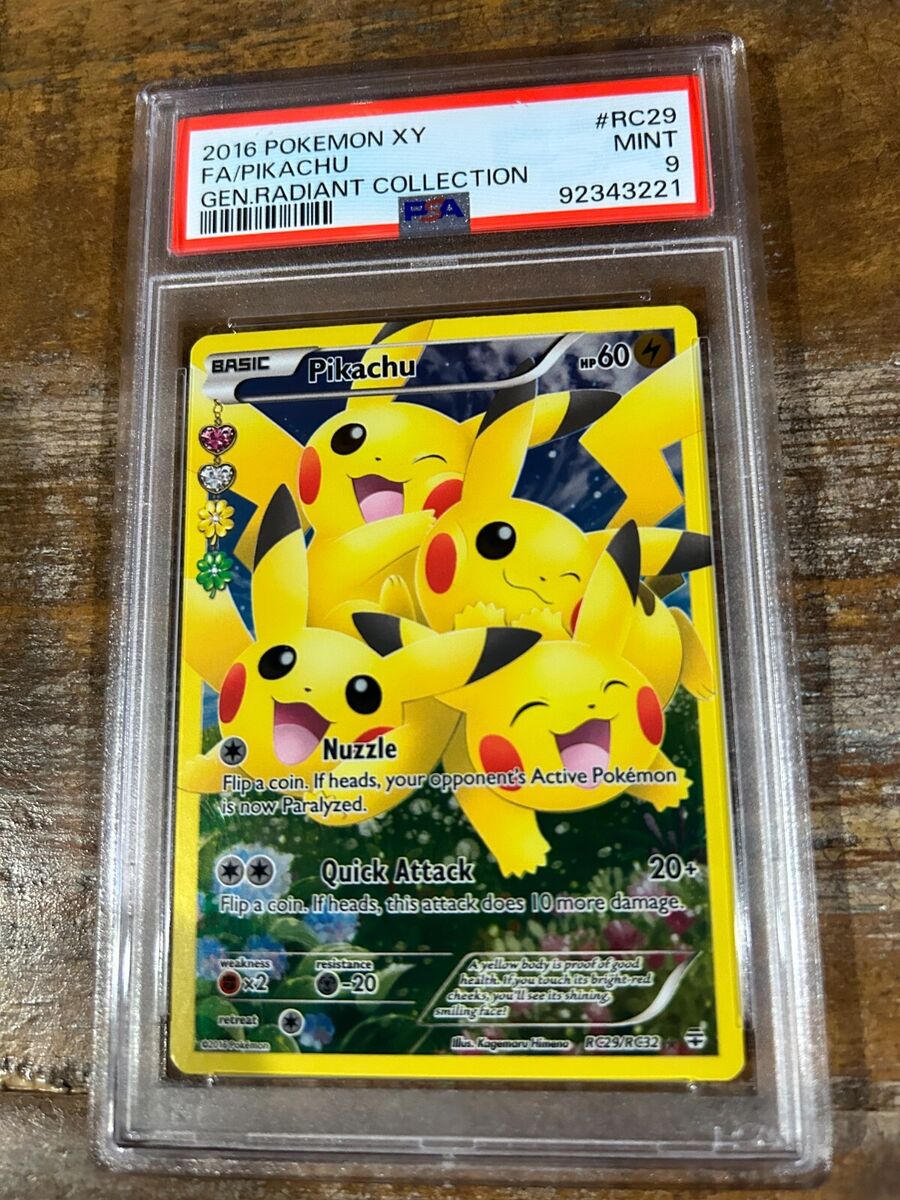 2016 POKEMON XY #RC29
FA/PIKACHU MINT
GEN.RADIANT COLLECTION 9
PSA 92343221
BASIC Pikachu HP60
Nuzzle
Flip a coin. If heads, your opponent's Active Pokémon
is now Paralyzed.
Quick Attack 20+
Flip a coin. If heads, this attack does 10 more damage.
weakness resistance
x2 -20
retreat
A yellow body is proof of good
health. If you touch its bright-red
cheeks, you'll see its shining,
smiling face!
©2016 Pokémon Illus. Kagemaru Himeno RC29/RC32